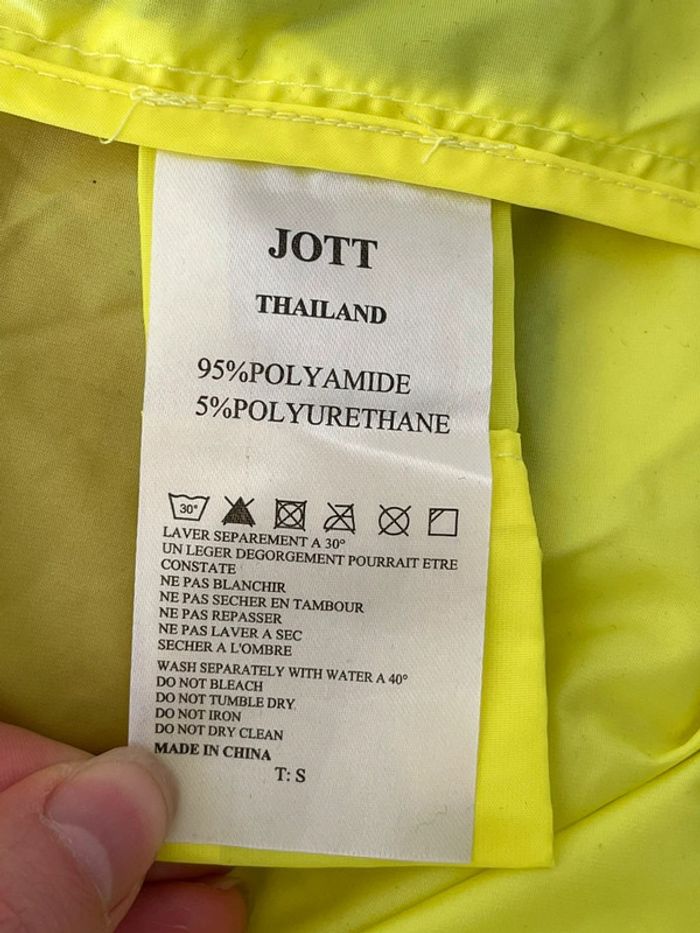 JOTT
THAILAND
95%POLYAMIDE
5%POLYURETHANE
30°
LAVER SEPAREMENT A 30°
UN LEGER DEGORGEMENT POURRAIT ETRE
CONSTATE
NE PAS BLANCHIR
NE PAS SECHER EN TAMBOUR
NE PAS REPASSER
NE PAS LAVER A SEC
SECHER A L'OMBRE
WASH SEPARATELY WITH WATER A 40°
DO NOT BLEACH
DO NOT TUMBLE DRY
DO NOT IRON
DO NOT DRY CLEAN
MADE IN CHINA
T: S